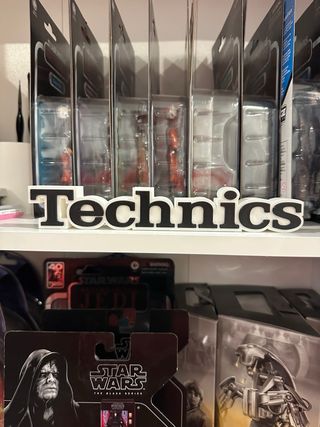 Technics
STAR WARS
JEDI
STAR
WARS
THE BLACK SERIES